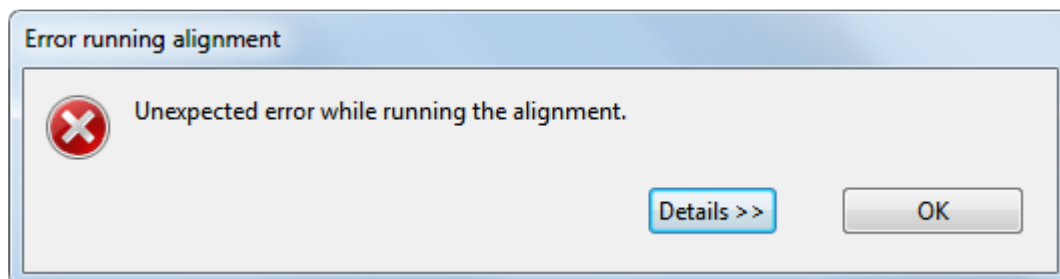 Error running alignment
Unexpected error while running the alignment.
Details >>
OK